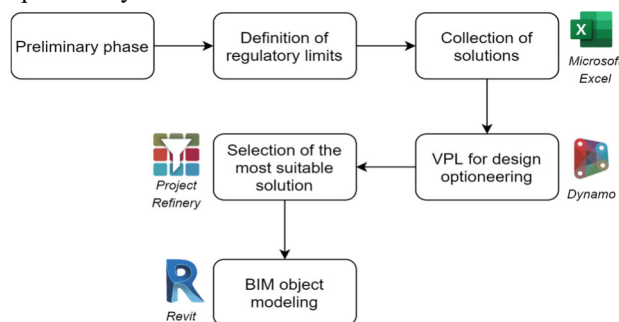 Preliminary phase
Definition of
regulatory limits
Collection of
solutions
X
Microsoft
Excel
VPL for design
optioneering
Dynamo
Selection of the
most suitable
solution
Project
Refinery
BIM object
modeling
R
Revit